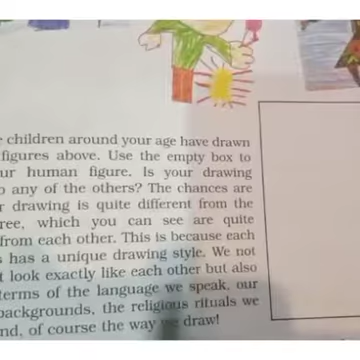 children around your age have drawn
figures above. Use the empty box to
ur human figure. Is your drawing
any of the others? The chances are
r drawing is quite different from the
ree, which you can see are quite
from each other. This is because each
s has a unique drawing style. We not
t look exactly like each other but also
terms of the language we speak, our
backgrounds, the religious rituals we
nd, of course the way we draw!